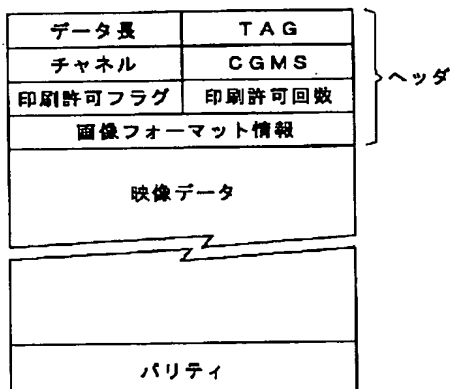 データ長 TAG
チャネル CGMS
印刷許可フラグ 印刷許可回数
画像フォーマット情報
ヘッダ
映像データ
パリティ